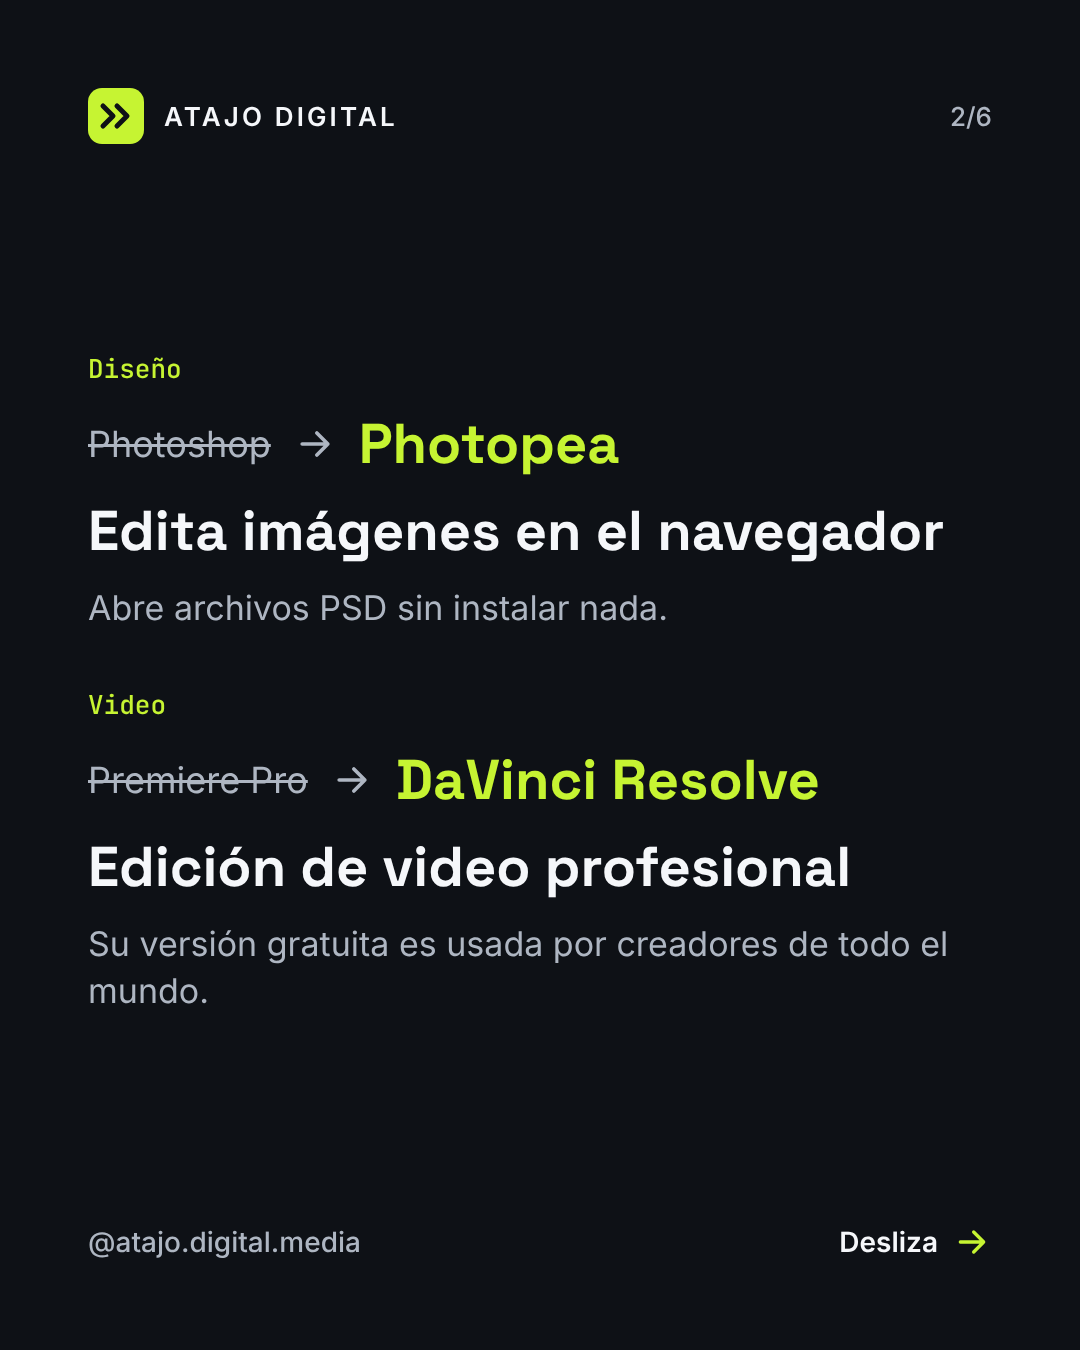 ATAJO DIGITAL
2/6
Diseño
Photoshop → Photopea
Edita imágenes en el navegador
Abre archivos PSD sin instalar nada.
Video
Premiere Pro → DaVinci Resolve
Edición de video profesional
Su versión gratuita es usada por creadores de todo el
mundo.
@atajo.digital.media
Desliza →